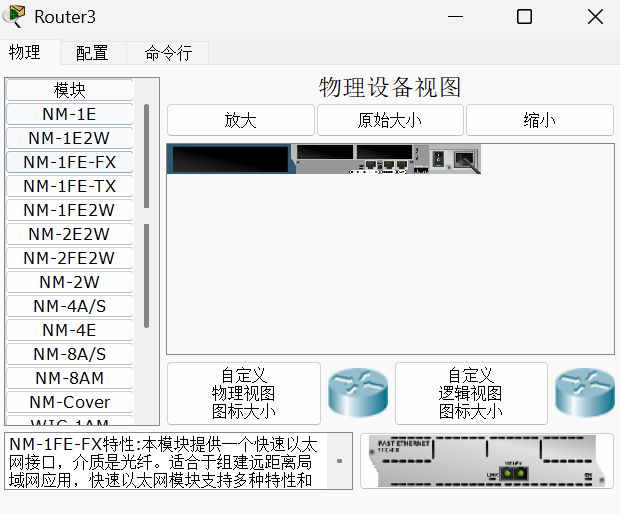 Router3
物理
配置
命令行
模块
NM-1E
NM-1E2W
NM-1FE-FX
NM-1FE-TX
NM-1FE2W
NM-2E2W
NM-2FE2W
NM-2W
NM-4A/S
NM-4E
NM-8A/S
NM-8AM
NM-Cover
WIC-1AM
物理设备视图
放大
原始大小
缩小
自定义
物理视图
图标大小
自定义
逻辑视图
图标大小
NM-1FE-FX特性:本模块提供一个快速以太
网接口，介质是光纤。适合于组建远距离局
域网应用，快速以太网模块支持多种特性和
FAST ETHERNET
1FE-FX